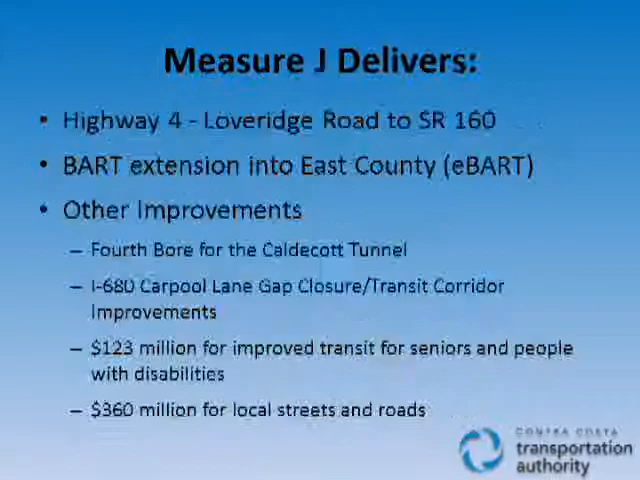 Measure J Delivers:
• Highway 4 - Loveridge Road to SR 160
• BART extension into East County (eBART)
• Other Improvements
– Fourth Bore for the Caldecott Tunnel
– I-680 Carpool Lane Gap Closure/Transit Corridor
Improvements
– $123 million for improved transit for seniors and people
with disabilities
– $360 million for local streets and roads
CONTRA COSTA
transportation
authority